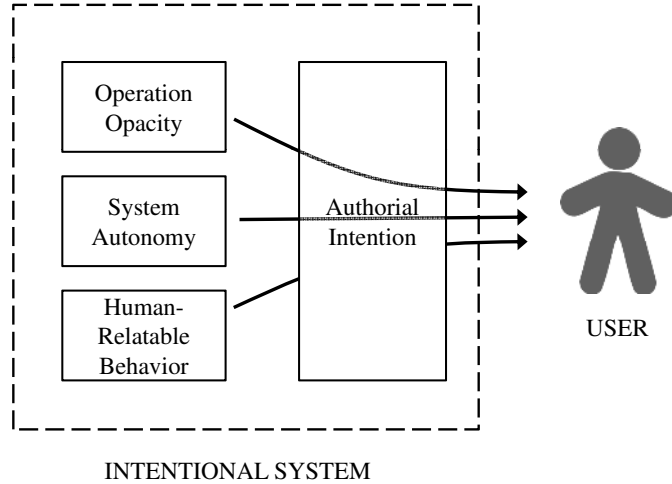 Operation
Opacity
System
Autonomy
Human-
Relatable
Behavior
Authorial
Intention
USER
INTENTIONAL SYSTEM